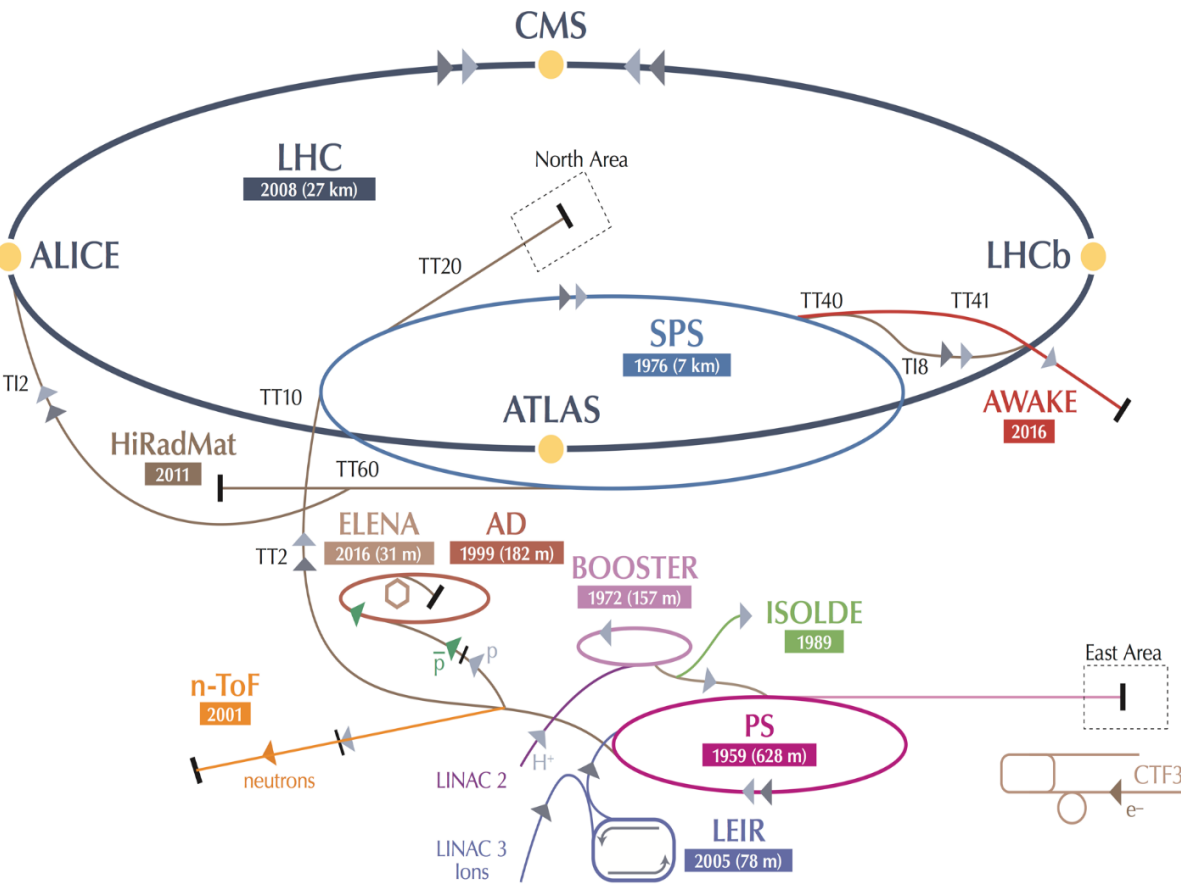 CMS
LHC
2008 (27 km)
North Area
ALICE
LHCb
TT20
TT40
TT41
SPS
1976 (7 km)
TI8
TI2
TT10
ATLAS
AWAKE
2016
HiRadMat
2011
TT60
ELENA
2016 (31 m)
AD
1999 (182 m)
TT2
BOOSTER
1972 (157 m)
ISOLDE
1989
p̅
p
East Area
n-ToF
2001
neutrons
PS
1959 (628 m)
H⁺
LINAC 2
CTF3
e–
LINAC 3
Ions
LEIR
2005 (78 m)